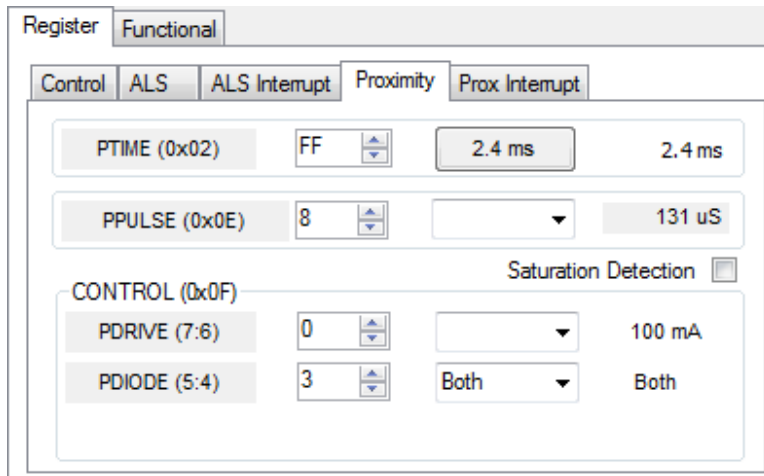 Register Functional
Control ALS ALS Interrupt Proximity Prox Interrupt
PTIME (0x02) FF 2.4 ms 2.4 ms
PPULSE (0x0E) 8 131 uS
Saturation Detection
CONTROL (0x0F)
PDRIVE (7:6) 0 100 mA
PDIODE (5:4) 3 Both Both